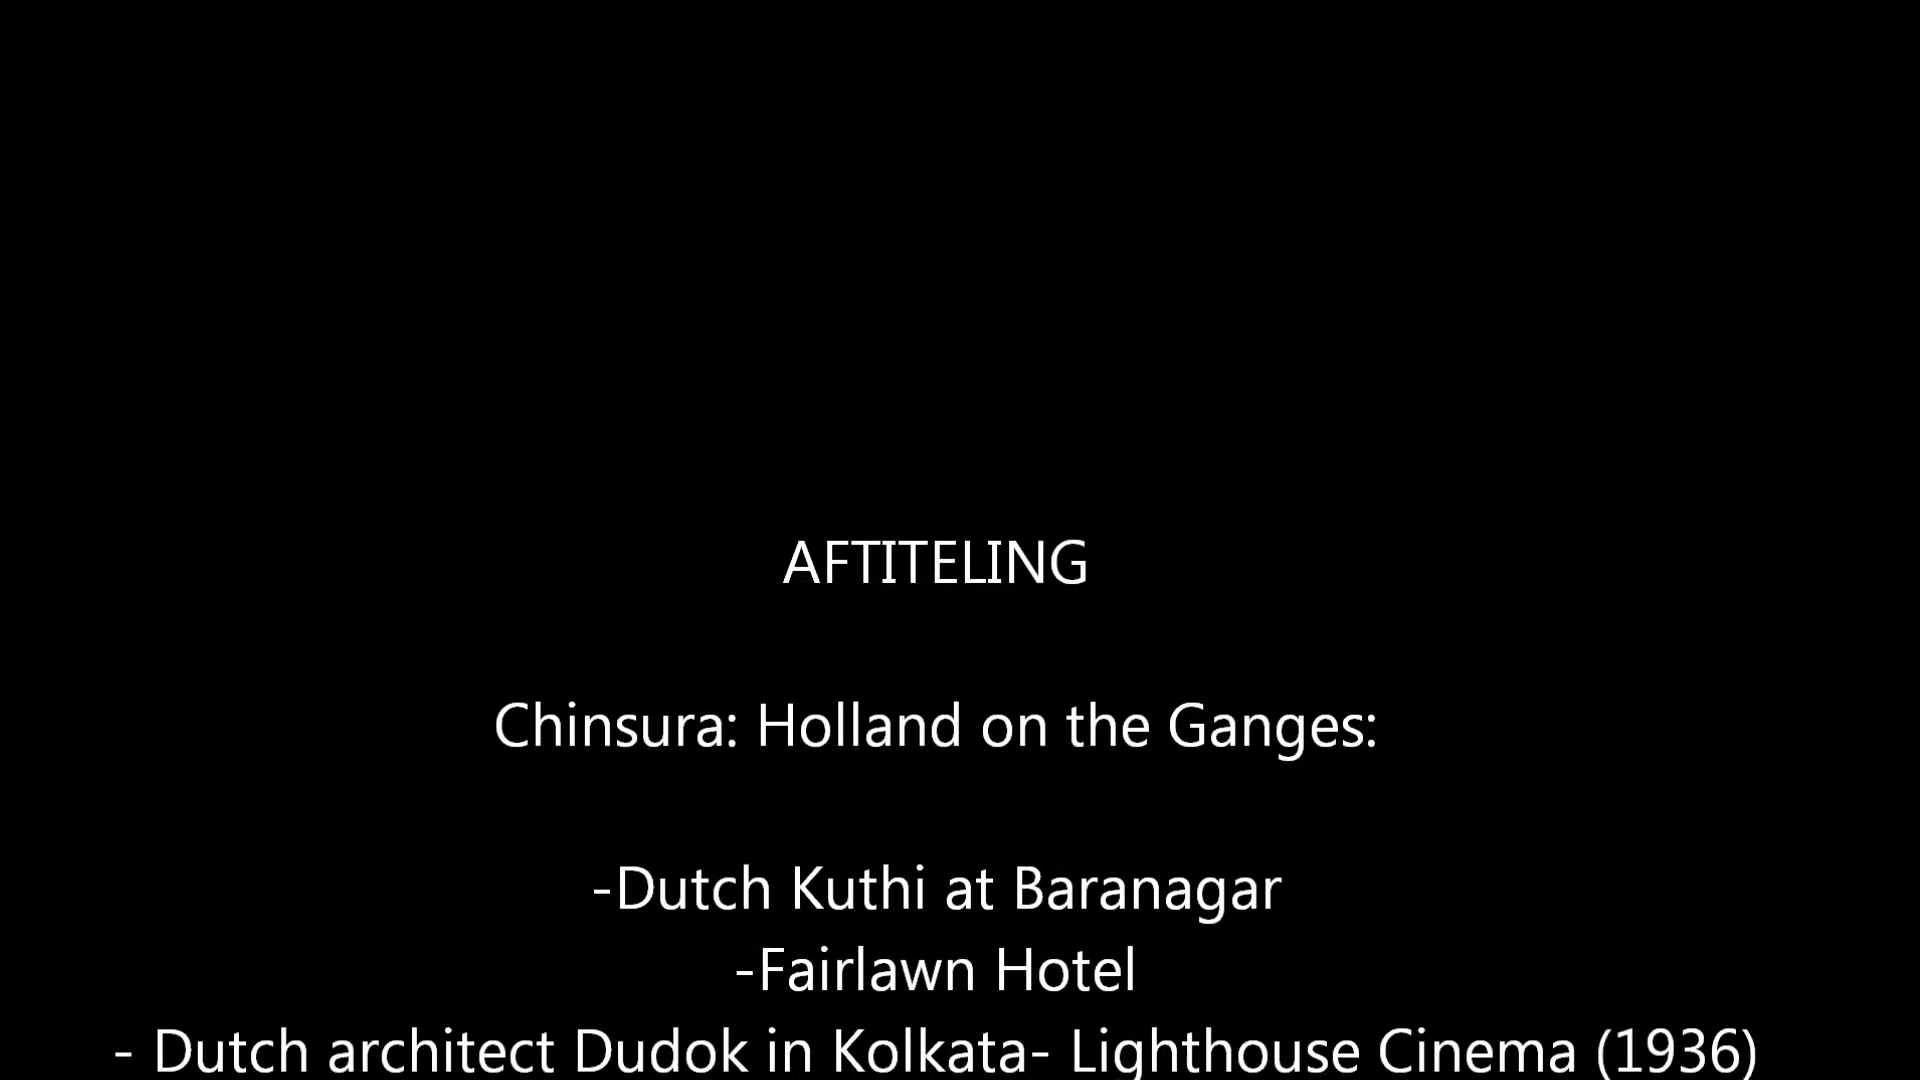 AFTITELING
Chinsura: Holland on the Ganges:
-Dutch Kuthi at Baranagar
-Fairlawn Hotel
- Dutch architect Dudok in Kolkata- Lighthouse Cinema (1936)